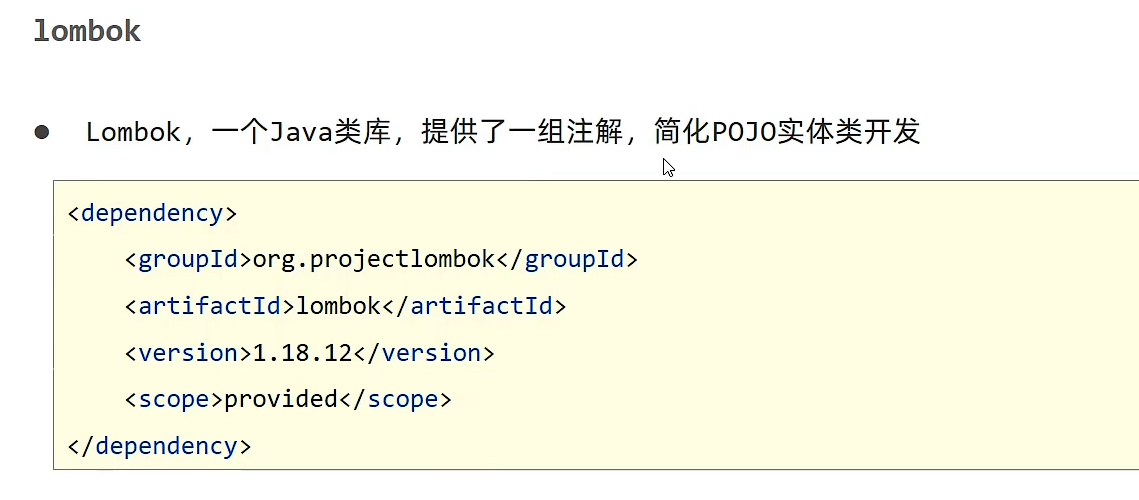 lombok
Lombok，一个Java类库，提供了一组注解，简化POJO实体类开发
<dependency>
    <groupId>org.projectlombok</groupId>
    <artifactId>lombok</artifactId>
    <version>1.18.12</version>
    <scope>provided</scope>
</dependency>